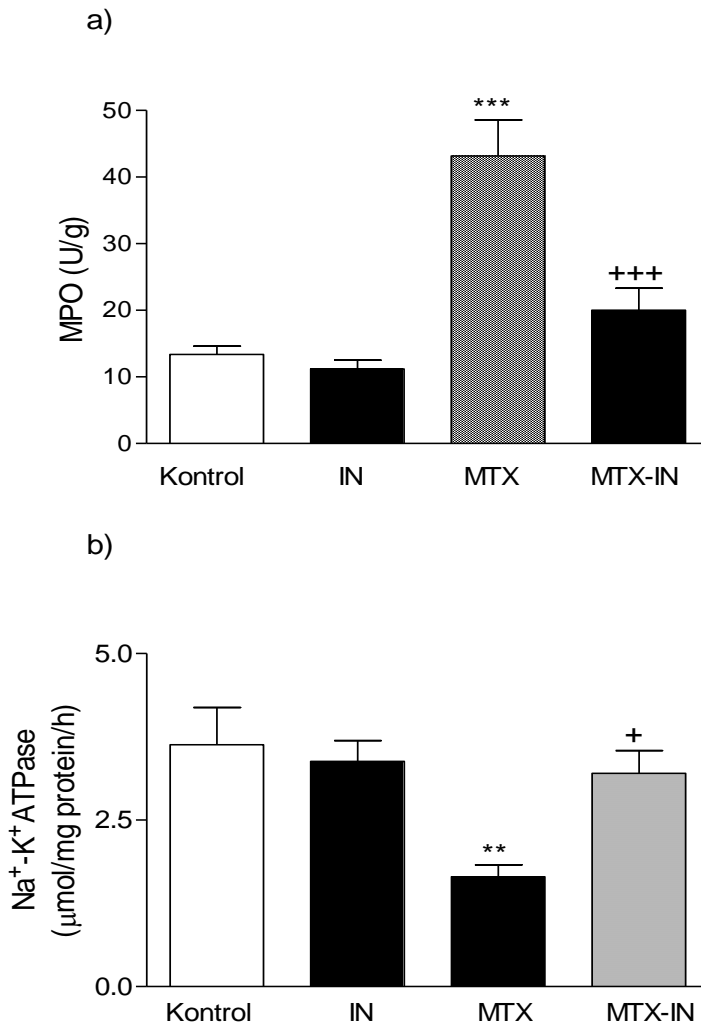 a)
50
***
40
30
+++
20
10
0
MPO (U/g)
Kontrol IN MTX MTX-IN
b)
5.0
+
2.5
**
0.0
Na⁺-K⁺ ATPase
(μmol/mg protein/h)
Kontrol IN MTX MTX-IN